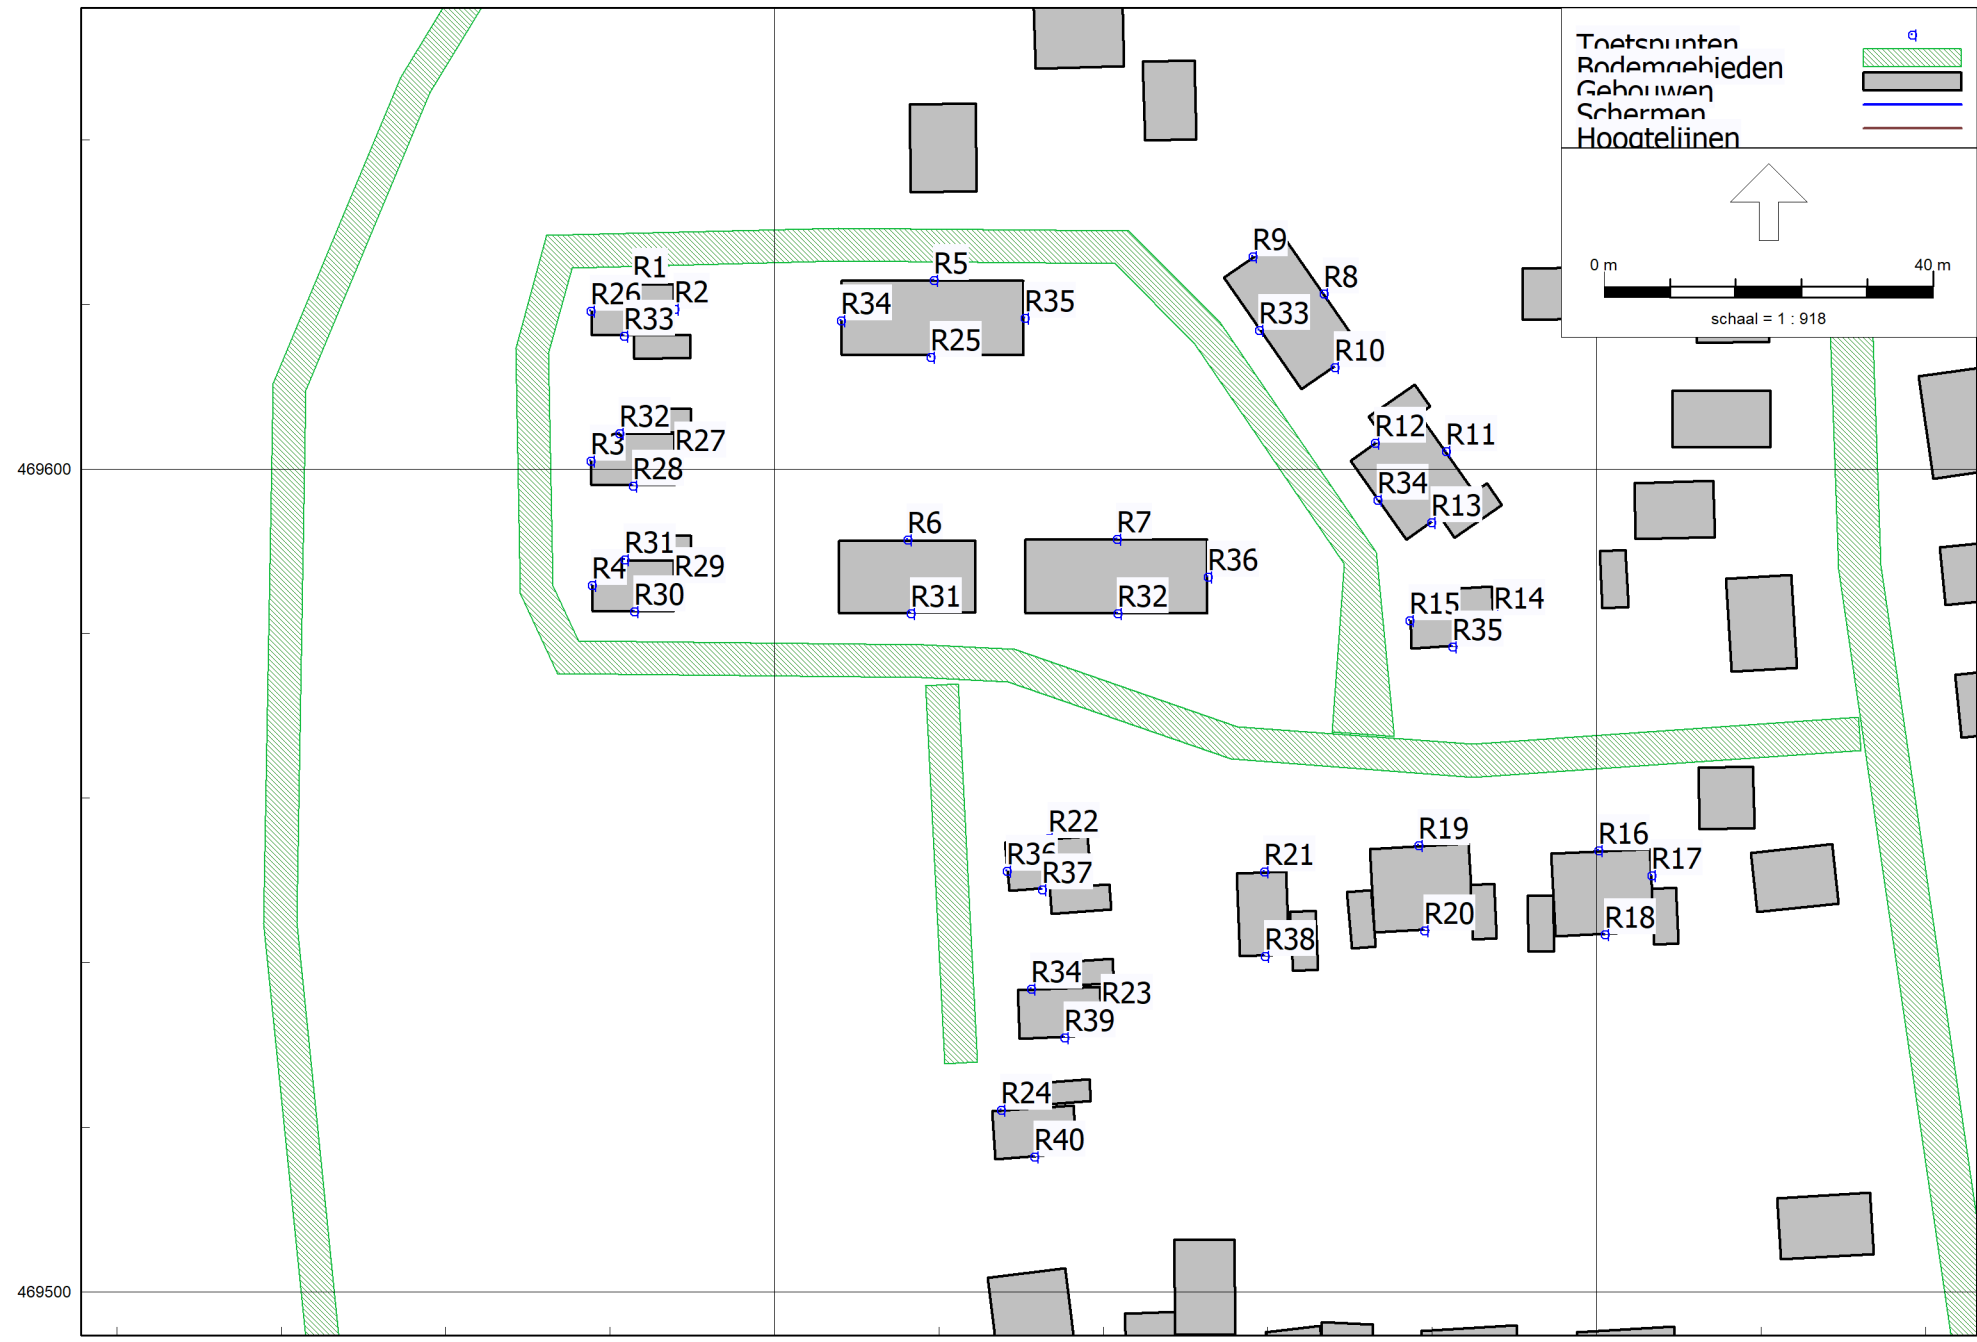 Toetspunten
Bodemgebieden
Gebouwen
Schermen
Hoogtelijnen
0 m 40 m
schaal = 1 : 918
R9
R1 R5 R8
R26 R2
R34 R35
R33 R33
R25 R10
R32 R12
R3 R27 R11
469600
R28
R34
R13
R6 R7
R31
R4 R29 R36
R30 R31 R32
R15 R14
R35
R22 R19 R16
R36 R21 R17
R37
R20 R18
R38
R34
R23
R39
R24
R40
469500